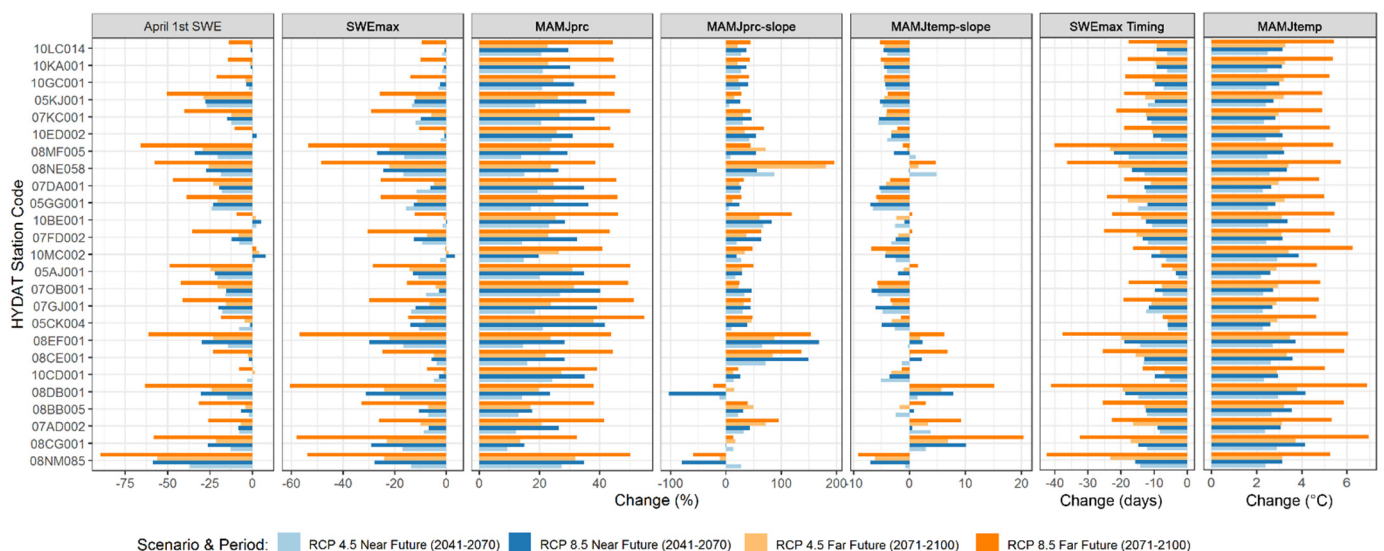 April 1st SWE SWEmax MAMJprc MAMJprc-slope MAMJtemp-slope SWEmax Timing MAMJtemp
HYDAT Station Code
10LC014
10KA001
10GC001
05KJ001
07KC001
10ED002
08MF005
08NE058
07DA001
05GG001
10BE001
07FD002
10MC002
05AJ001
07OB001
07GJ001
05CK004
08EF001
08CE001
10CD001
08DB001
08BB005
07AD002
08CG001
08NM085
-75 -50 -25 0 -60 -40 -20 0 0 20 40 -100 0 100 200 -10 0 10 20 -40 -30 -20 -10 0 0 2 4 6
Change (%) Change (days) Change (°C)
Scenario & Period: RCP 4.5 Near Future (2041-2070) RCP 8.5 Near Future (2041-2070) RCP 4.5 Far Future (2071-2100) RCP 8.5 Far Future (2071-2100)